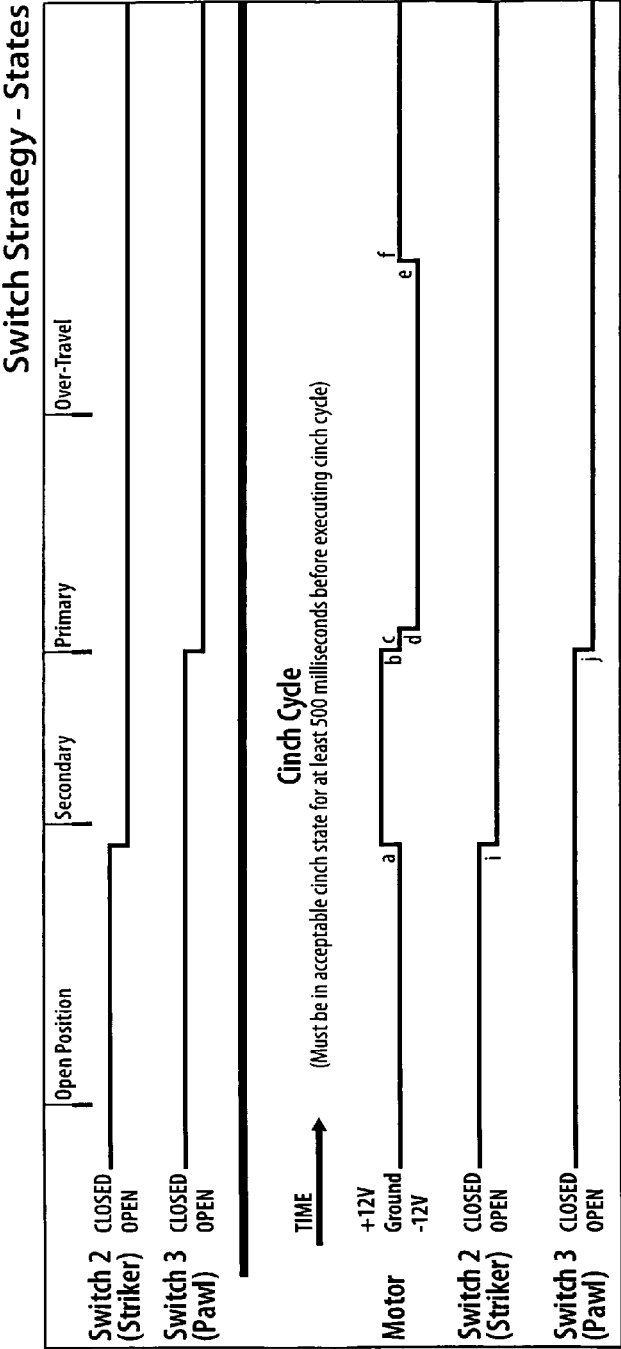 Switch Strategy - States
Open Position
Secondary
Primary
Over-Travel
Switch 2 CLOSED
(Striker) OPEN
Switch 3 CLOSED
(Pawl) OPEN
Cinch Cycle
TIME
(Must be in acceptable cinch state for at least 500 milliseconds before executing cinch cycle)
+12V
Motor Ground
-12V
a
b
c
d
e
f
Switch 2 CLOSED
(Striker) OPEN
i
Switch 3 CLOSED
(Pawl) OPEN
j